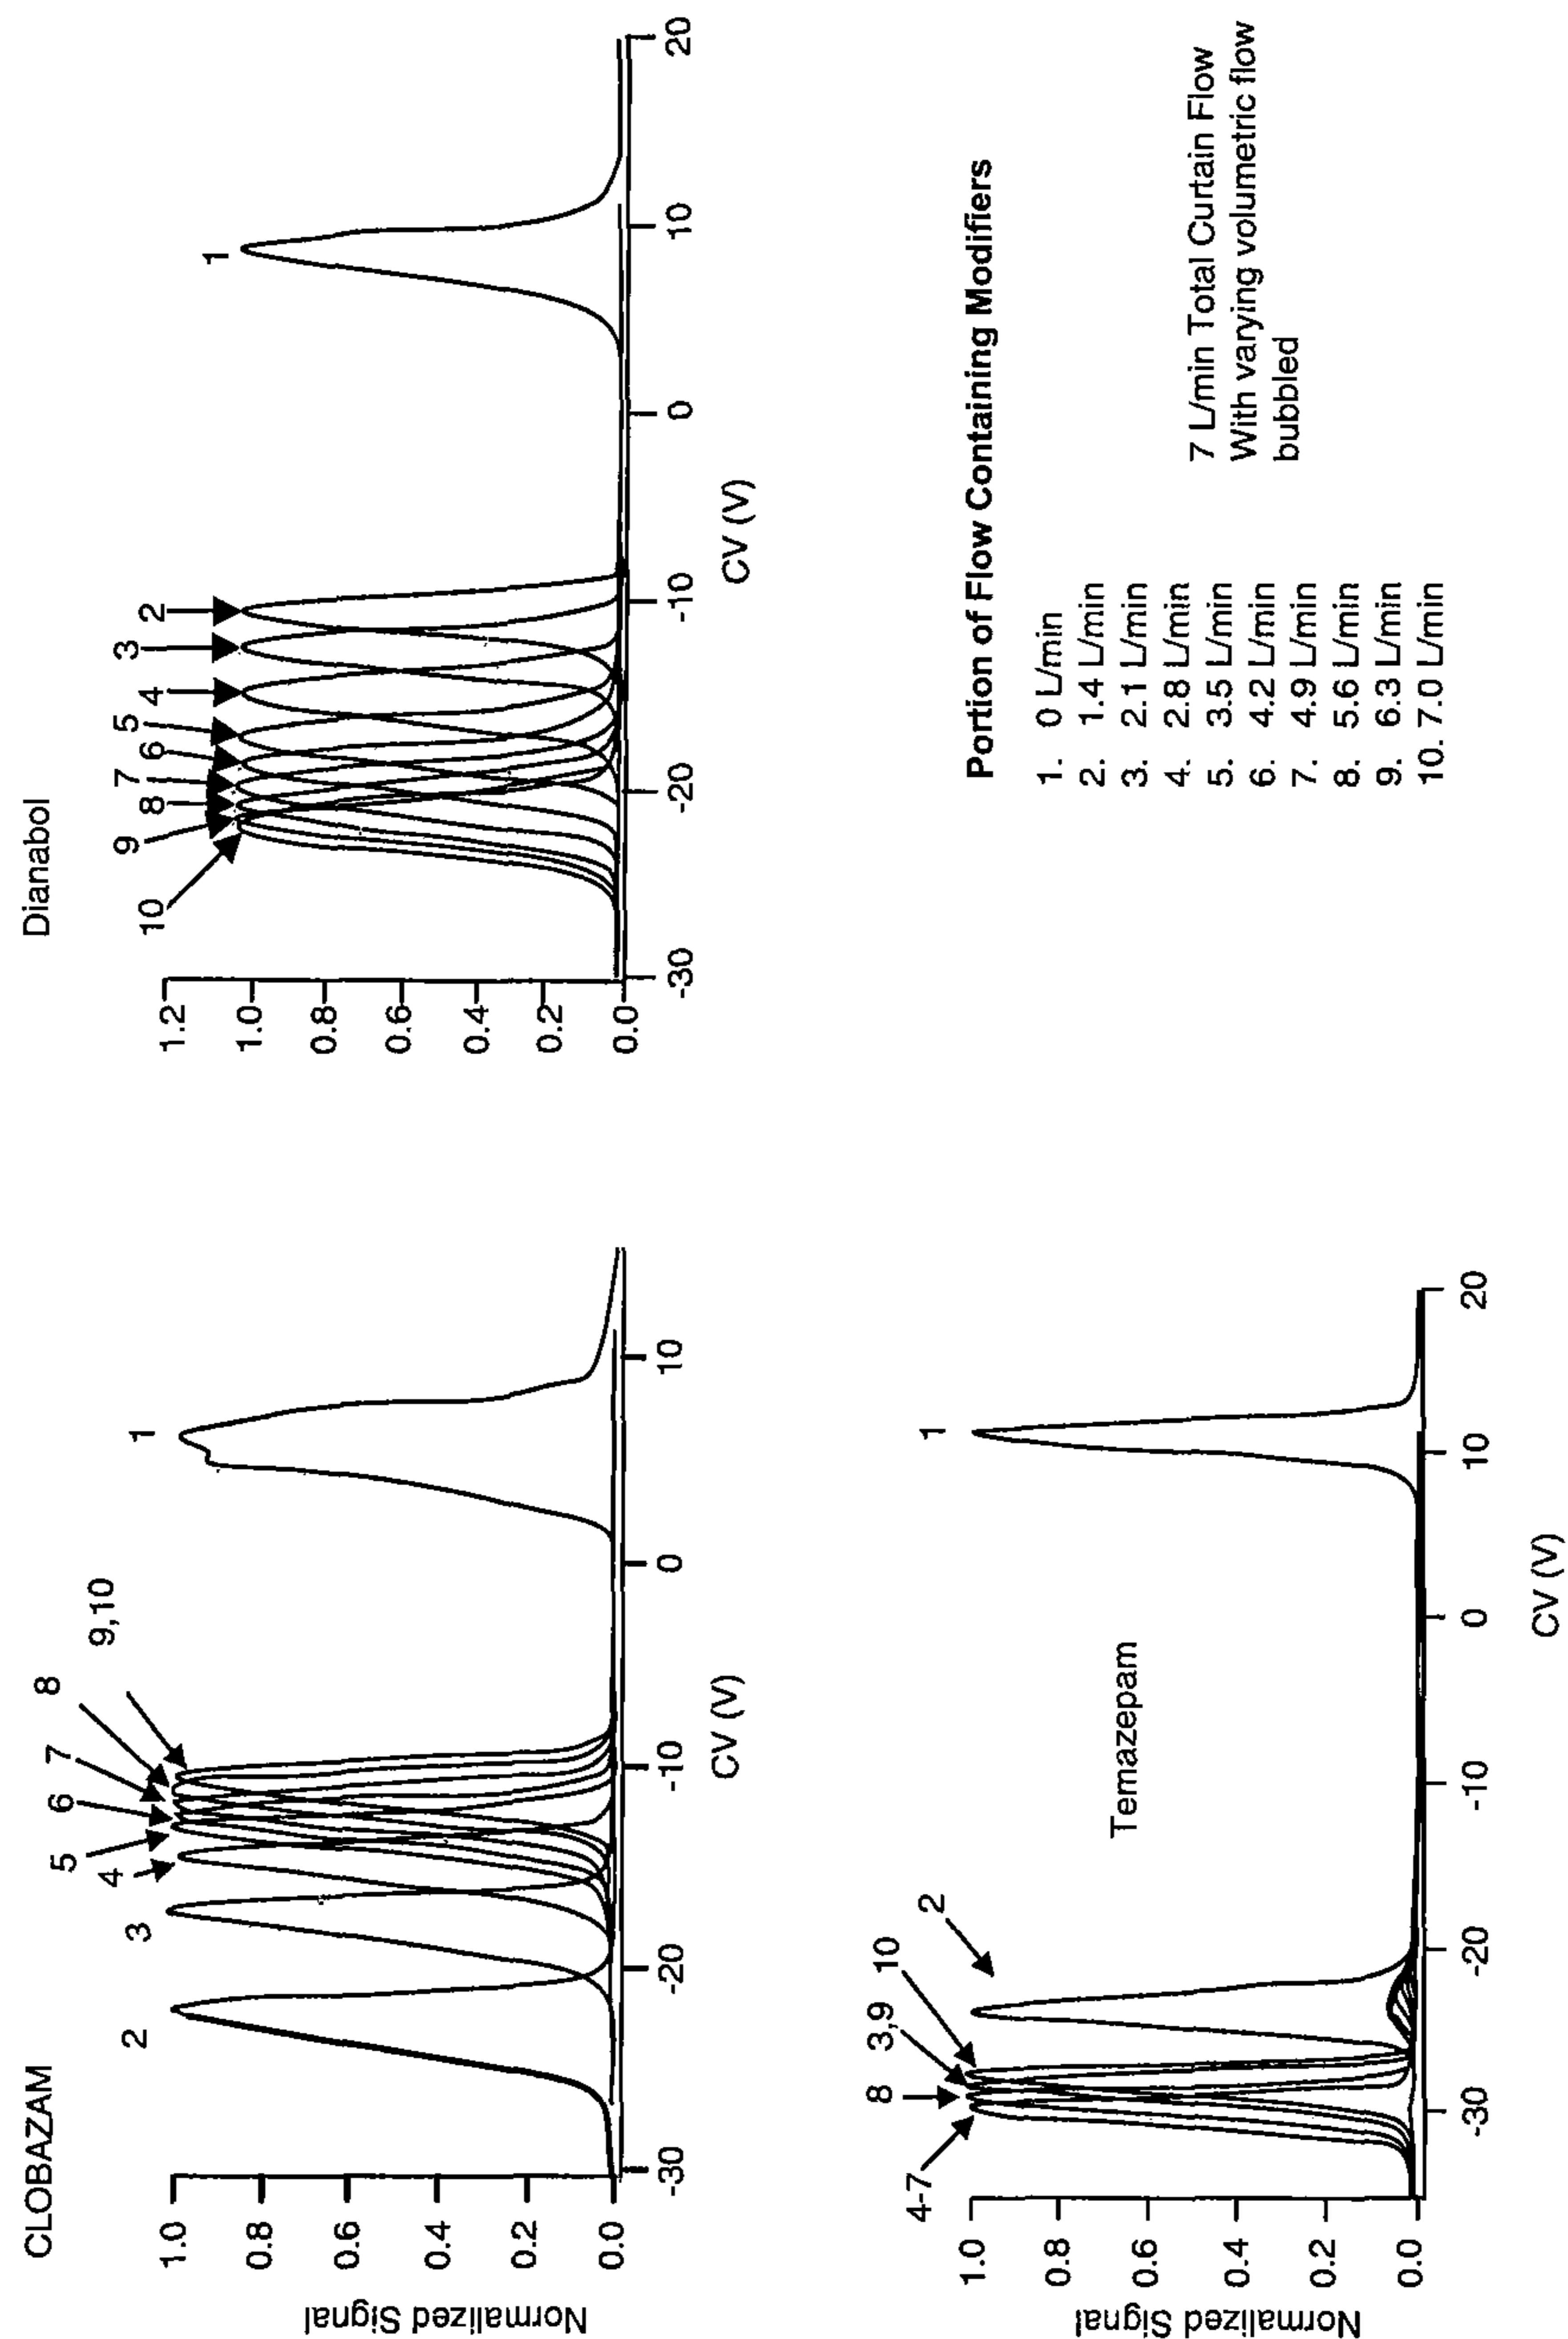 CLOBAZAM
Normalized Signal
1.0
0.8
0.6
0.4
0.2
0.0
2
3
4
5
6
7
8
9,10
1
-30
-20
-10
0
10
CV (V)
Dianabol
1.2
1.0
0.8
0.6
0.4
0.2
0.0
10
9
8
7
6
5
4
3
2
1
-30
-20
-10
0
10
20
CV (V)
Temazepam
Normalized Signal
1.0
0.8
0.6
0.4
0.2
0.0
4-7
8
3,9
10
2
1
-30
-20
-10
0
10
20
CV (V)
Portion of Flow Containing Modifiers
1. 0 L/min
2. 1.4 L/min
3. 2.1 L/min
4. 2.8 L/min
5. 3.5 L/min
6. 4.2 L/min
7. 4.9 L/min
8. 5.6 L/min
9. 6.3 L/min
10. 7.0 L/min
7 L/min Total Curtain Flow
With varying volumetric flow
bubbled